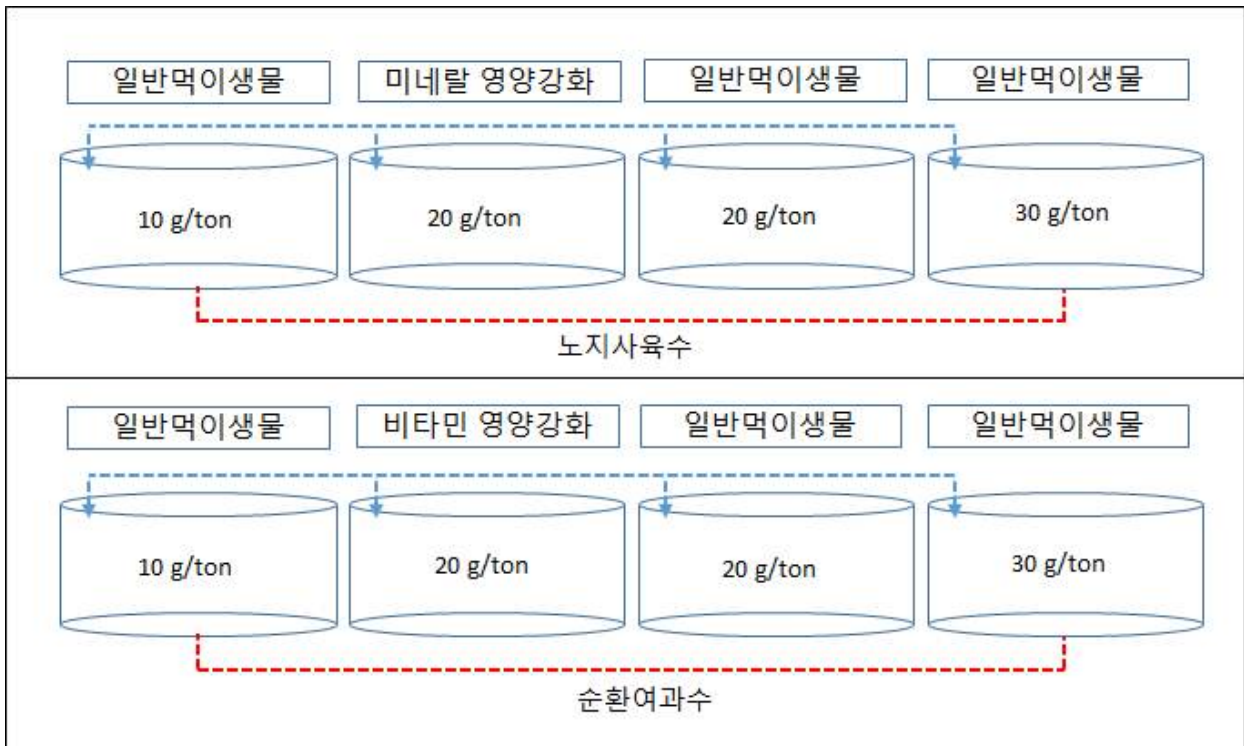 일반먹이생물 미네랄 영양강화 일반먹이생물 일반먹이생물
10 g/ton 20 g/ton 20 g/ton 30 g/ton
노지사육수
일반먹이생물 비타민 영양강화 일반먹이생물 일반먹이생물
10 g/ton 20 g/ton 20 g/ton 30 g/ton
순환여과수